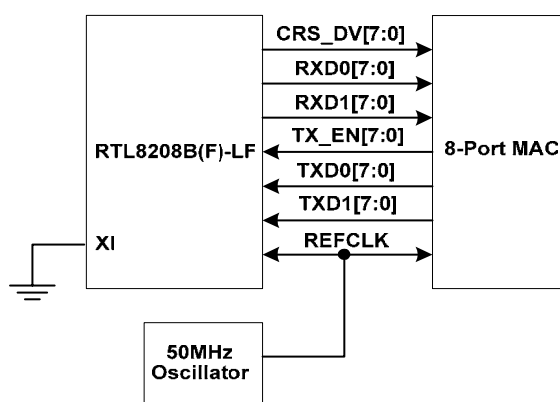 CRS_DV[7:0]
RXD0[7:0]
RXD1[7:0]
TX_EN[7:0]
RTL8208B(F)-LF
8-Port MAC
TXD0[7:0]
TXD1[7:0]
XI
REFCLK
50MHz
Oscillator